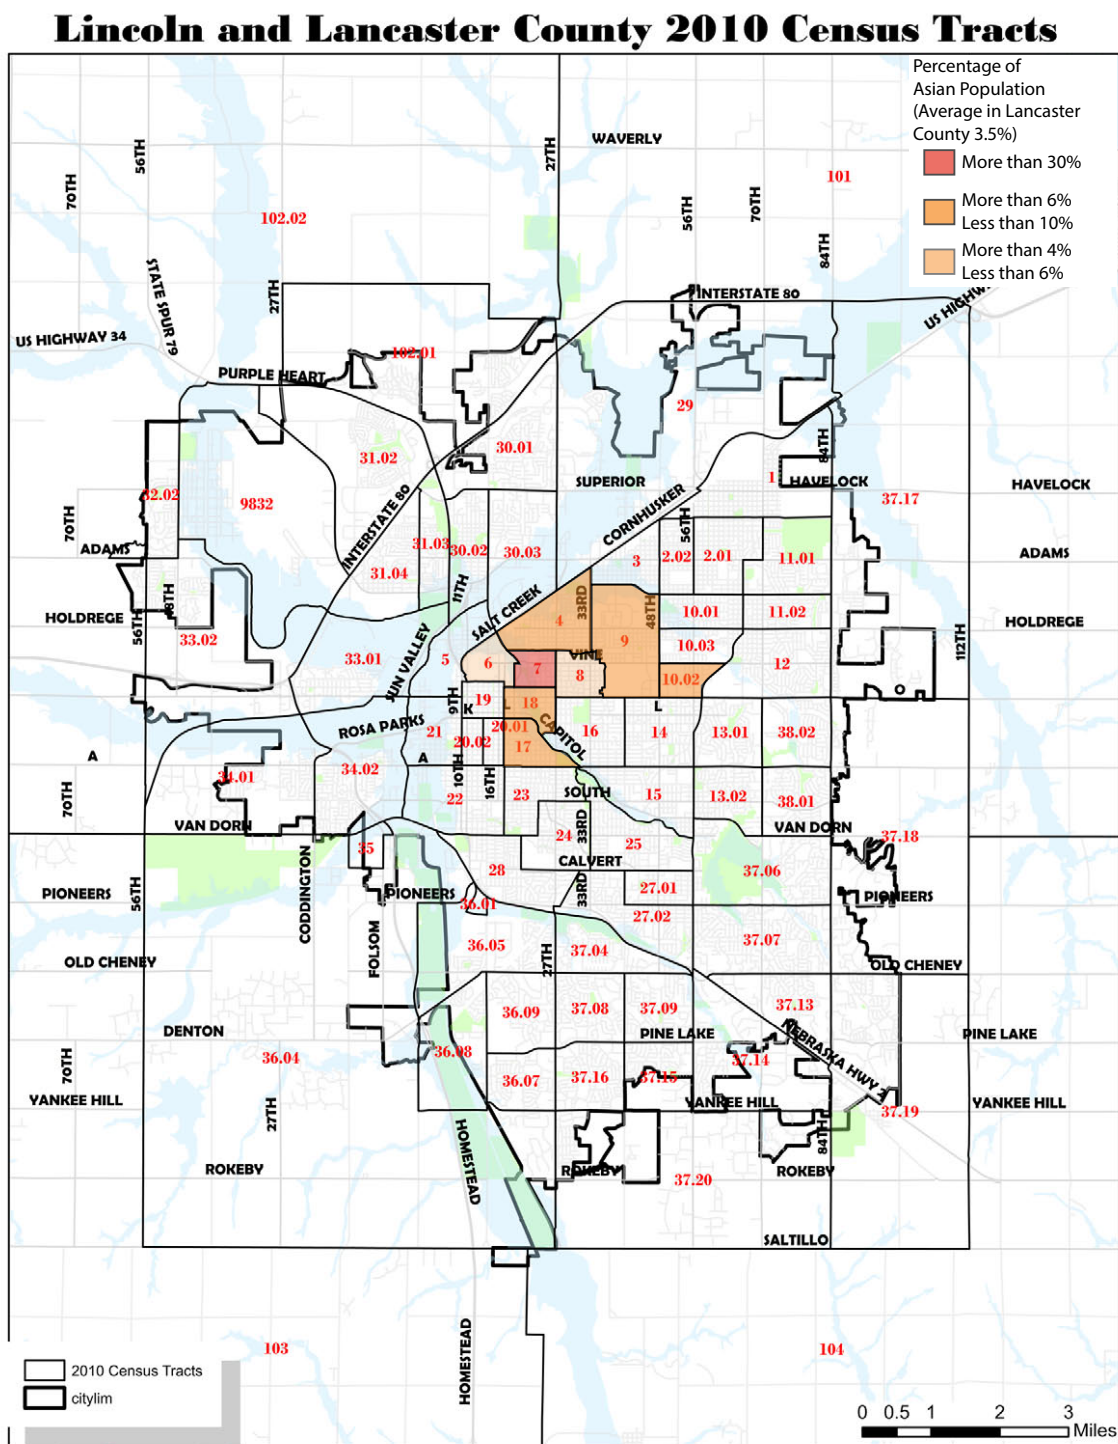 Lincoln and Lancaster County 2010 Census Tracts
Percentage of
Asian Population
(Average in Lancaster
County 3.5%)
More than 30%
More than 6%
Less than 10%
More than 4%
Less than 6%
WAVERLY
56TH
27TH
70TH
101
56TH
70TH
102.02
84TH
STATE SPUR 79
27TH
INTERSTATE 80
US HIGHW
US HIGHWAY 34
102.01
PURPLE HEART
29
84TH
30.01
31.02
SUPERIOR
1
HAVELOCK
HAVELOCK
32.02
9832
INTERSTATE 80
CORNHUSKER
37.17
70TH
56TH
ADAMS
31.03
30.02
30.03
3
2.02
2.01
11.01
ADAMS
31.04
11TH
48TH
33RD
48TH
HOLDREGE
SALT CREEK
4
10.01
11.02
HOLDREGE
56TH
33.02
9
10.03
112TH
33.01
SUN VALLEY
5
6
7
VINE
8
12
10.02
9TH
19
K
L
18
L
ROSA PARKS
21
20.01
CAPITOL
16
14
13.01
38.02
20.02
17
A
A
34.01
34.02
10TH
16TH
70TH
22
23
SOUTH
15
13.02
38.01
VAN DORN
24
33RD
VAN DORN
37.18
35
25
CODDINGTON
28
CALVERT
37.06
PIONEERS
56TH
PIONEERS
33RD
27.01
PIONEERS
36.01
27.02
FOLSOM
36.05
27TH
37.04
37.07
OLD CHENEY
OLD CHENEY
36.09
37.08
37.09
37.13
DENTON
PINE LAKE
NEBRASKA HWY 2
PINE LAKE
36.04
36.08
37.14
70TH
36.07
37.16
37.15
YANKEE HILL
27TH
YANKEE HILL
37.19
YANKEE HILL
84TH
HOMESTEAD
ROKEBY
ROKEBY
37.20
ROKEBY
SALTILLO
HOMESTEAD
103
104
2010 Census Tracts
citylim
0 0.5 1 2 3
Miles